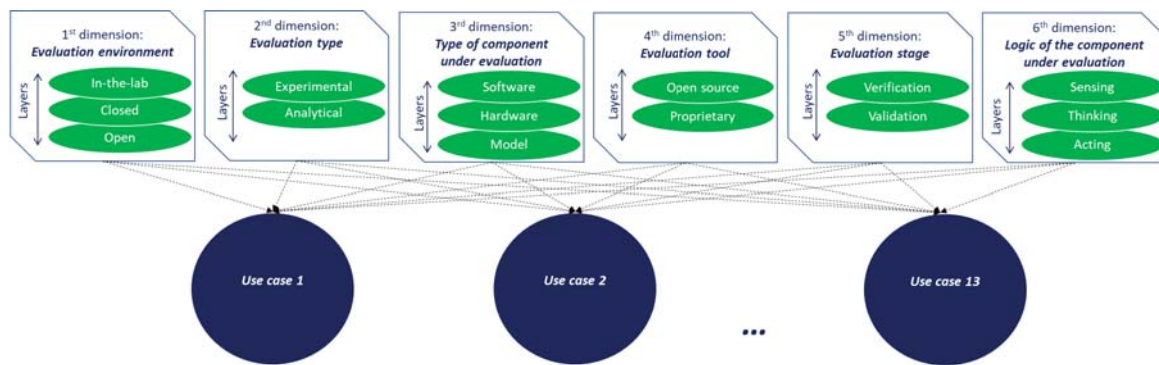 1st dimension:
Evaluation environment
Layers
In-the-lab
Closed
Open
2nd dimension:
Evaluation type
Layers
Experimental
Analytical
3rd dimension:
Type of component
under evaluation
Layers
Software
Hardware
Model
4th dimension:
Evaluation tool
Layers
Open source
Proprietary
5th dimension:
Evaluation stage
Layers
Verification
Validation
6th dimension:
Logic of the component
under evaluation
Layers
Sensing
Thinking
Acting
Use case 1
Use case 2
...
Use case 13